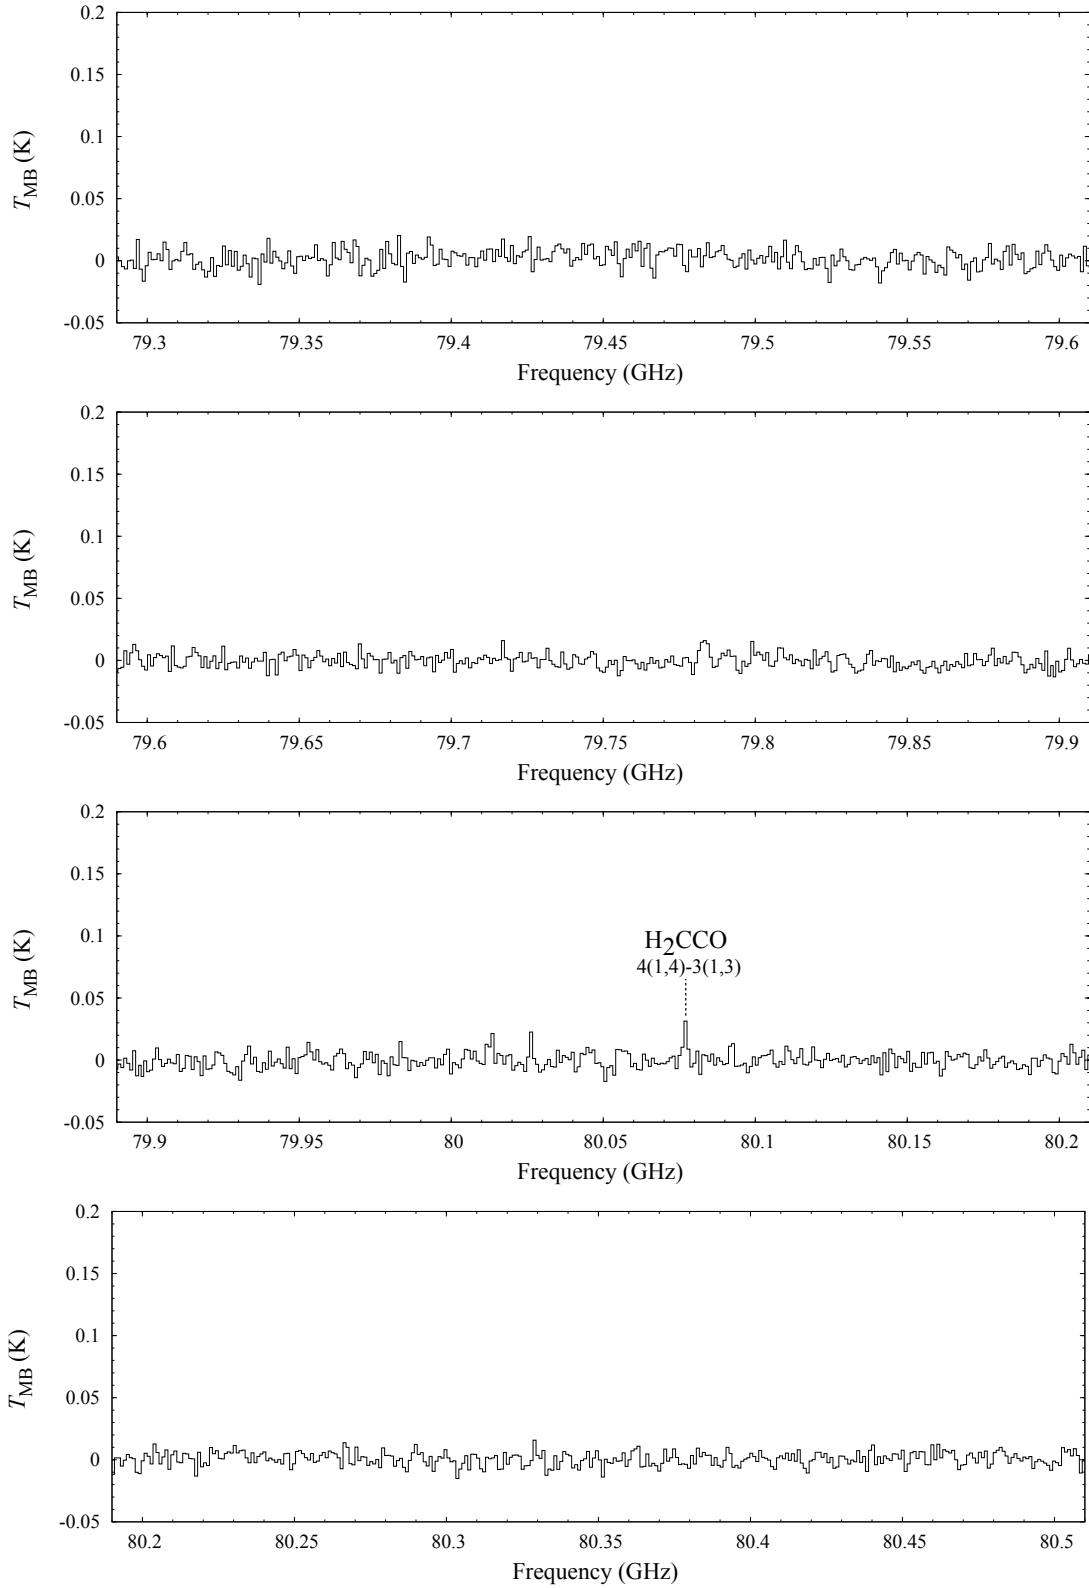 0.2
0.15
0.1
0.05
0
-0.05
T_MB (K)
79.3 79.35 79.4 79.45 79.5 79.55 79.6
Frequency (GHz)
0.2
0.15
0.1
0.05
0
-0.05
T_MB (K)
79.6 79.65 79.7 79.75 79.8 79.85 79.9
Frequency (GHz)
0.2
0.15
0.1
0.05
0
-0.05
T_MB (K)
H2CCO
4(1,4)-3(1,3)
79.9 79.95 80 80.05 80.1 80.15 80.2
Frequency (GHz)
0.2
0.15
0.1
0.05
0
-0.05
T_MB (K)
80.2 80.25 80.3 80.35 80.4 80.45 80.5
Frequency (GHz)